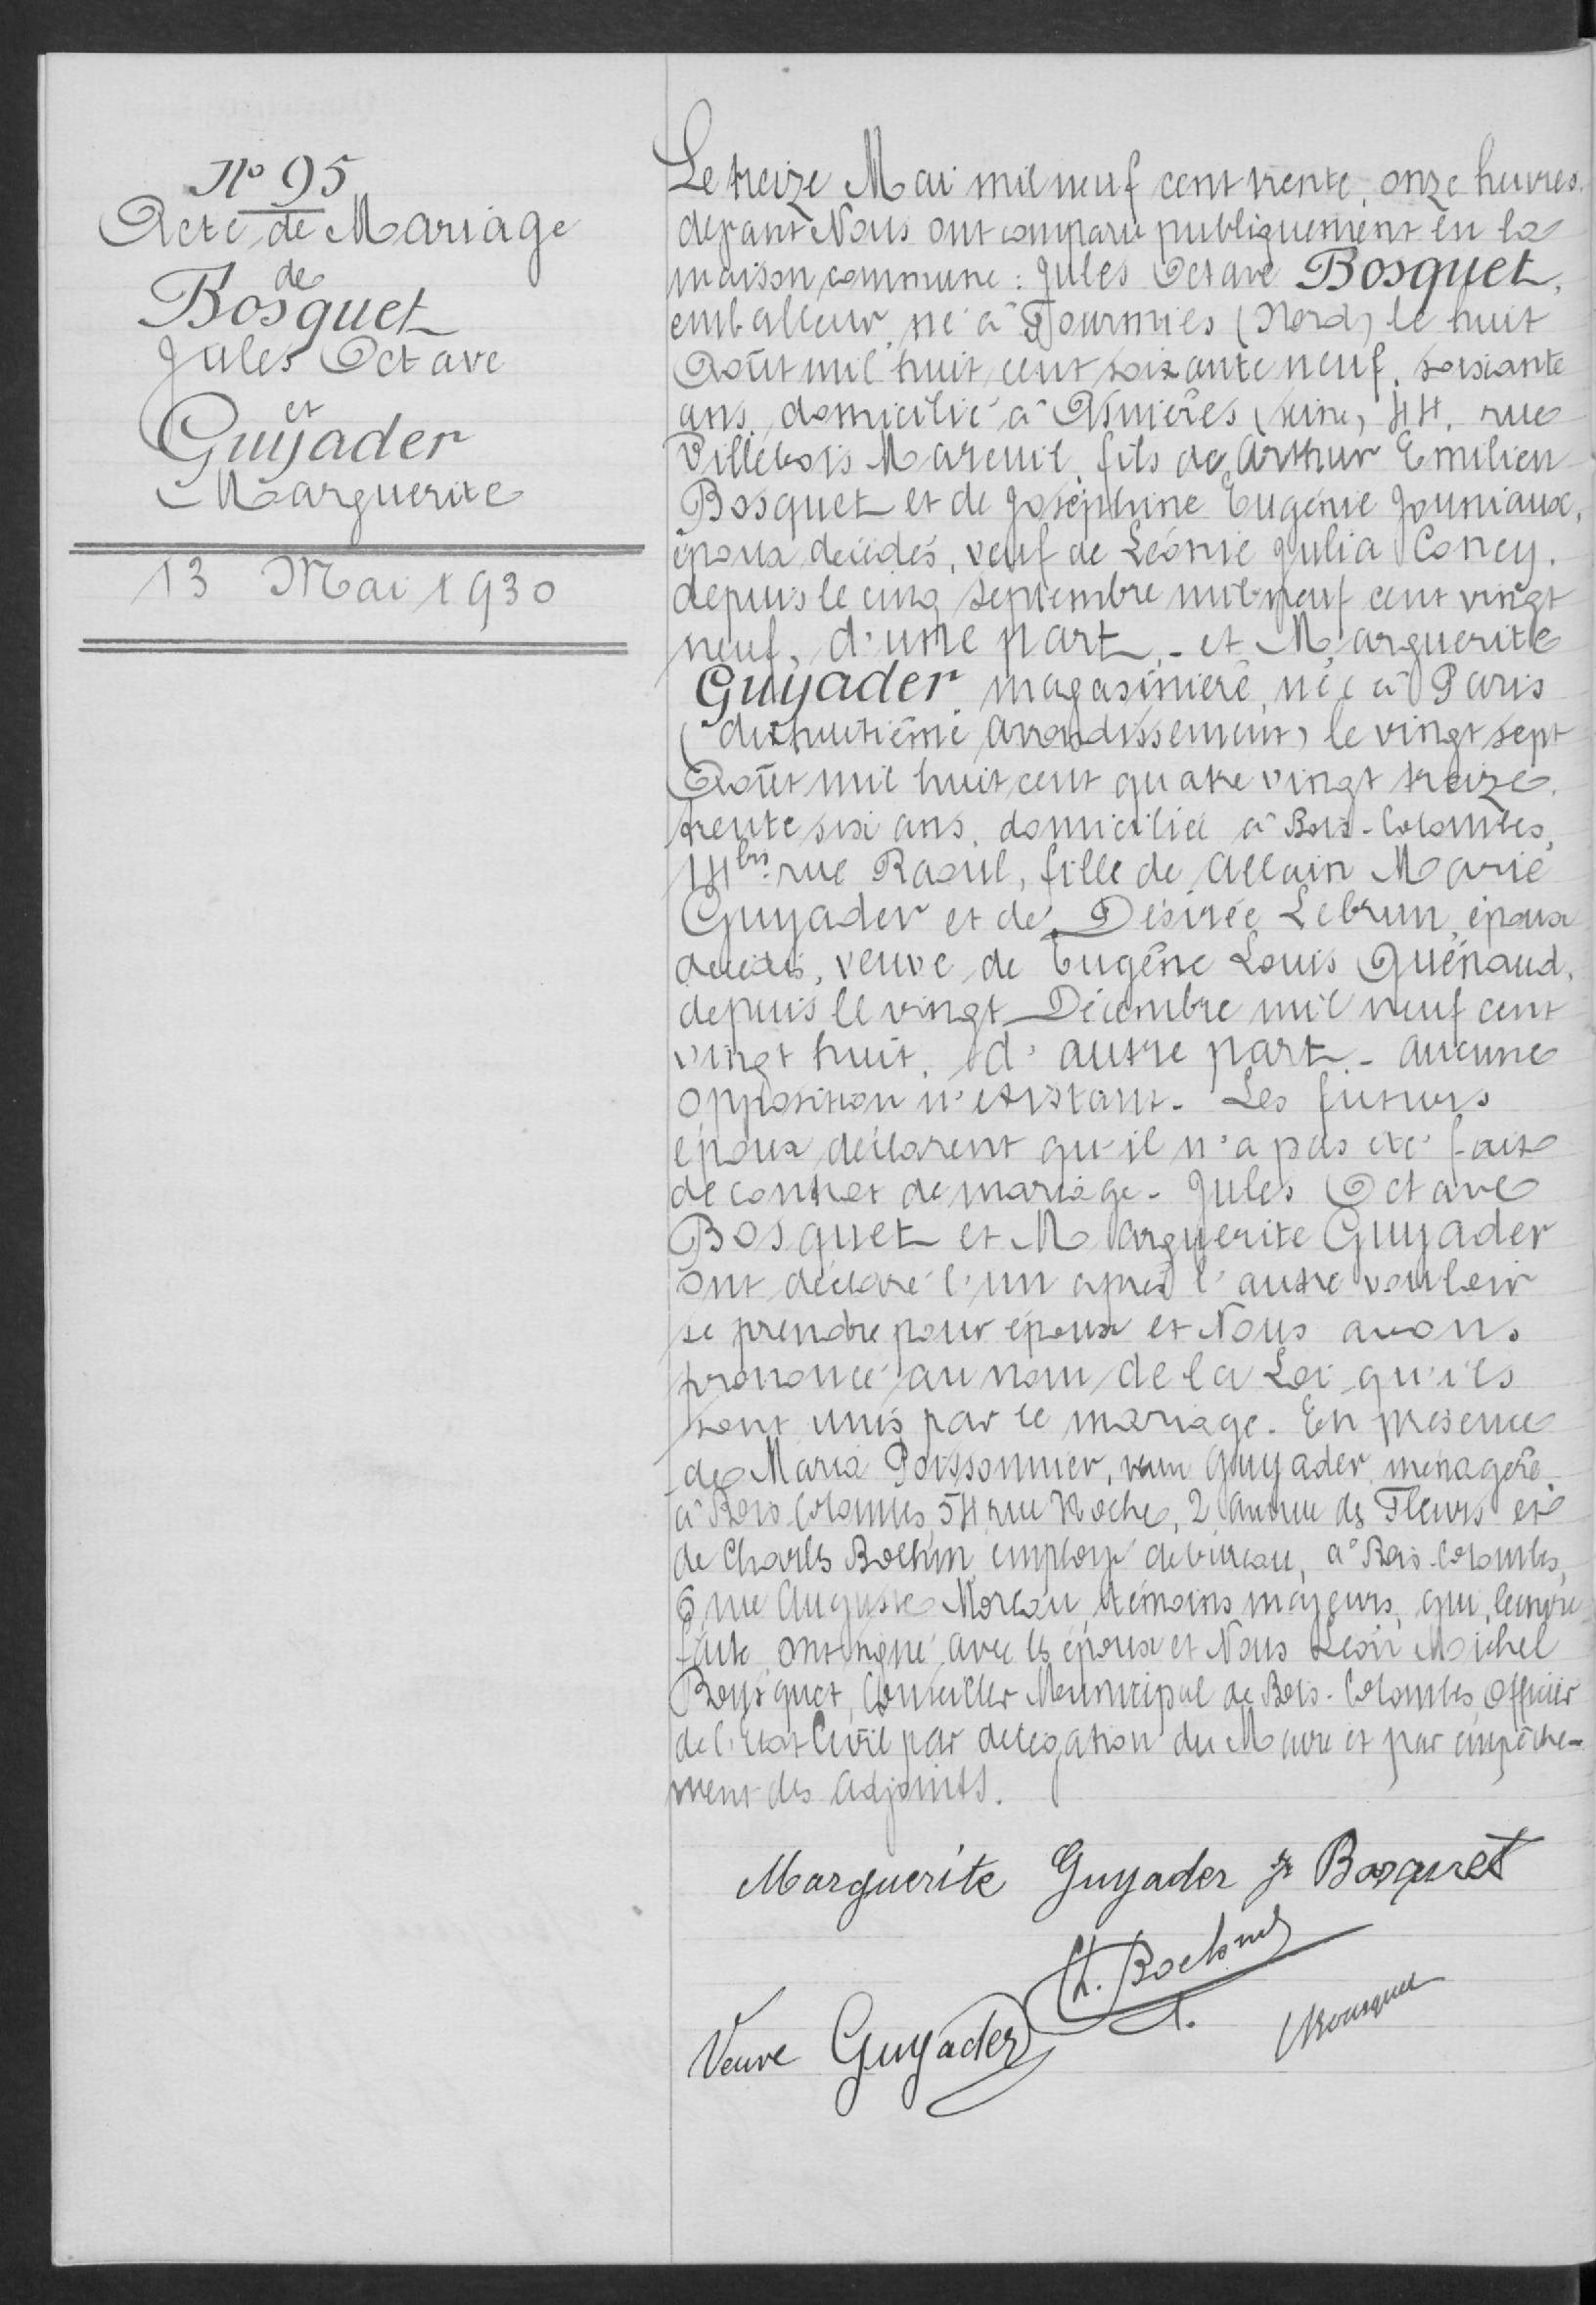 N° 95
Acte de Mariage
de
Bosquet
Jules Octave
et
Guyader
Marguerite
13 Mai 1930
Le treize Mai mil neuf cent trente, onze heures.
devant Nous ont comparu publiquement en la
maison commune : Jules Octave Bosquet,
emballeur, né à Fourmies (Nord) le huit
Août mil huit cent soixante neuf, soixante
ans, domicilié à Asnières (Seine) 44, rue
Villebois Mareuil, fils de Arthur Emilien
Bosquet et de Joséphine Eugénie Jouniaux,
époux décédés, veuf de Léonie Julia Coney.
depuis le cinq Septembre mil neuf cent vingt
neuf, d'une part, - et Marguerite
Guyader, magasinière, née à Paris
(dixhuitième arrondissement) le vingt sept
Août mil huit cent quatre vingt treize,
trente six ans, domiciliée à Bois-Colombes,
14 bis rue Raoul, fille de Allain Marie
Guyader et de Désirée Lebrun, époux
décédés, veuve de Eugène Louis Quénaud,
depuis le vingt Décembre mil neuf cent
vingt huit, d'autre part. - aucune
opposition n'existant. Les futurs
époux déclarent qu'il n'a pas été fait
de contrat de mariage. Jules Octave
Bosquet et Marguerite Guyader
ont déclaré l'un après l'autre vouloir
se prendre pour époux et Nous avons
prononcé au nom de la Loi qu'ils
sont unis par le mariage. En présence
de Maria Poissonnier, veuve Guyader, ménagère
à Bois Colombes, 54 rue Hoche, 2 avenue des Fleurs et
de Charles Boehm, employé de bureau, à Bois-Colombes,
6 rue Auguste Moreau, témoins majeurs, qui, lecture
faite ont signé avec les époux et Nous Léon Michel
Bousquet, Conseiller Municipal de Bois-Colombes, officier
de l'Etat Civil par délégation du Maire et par empêche-
ment des adjoints.
Marguerite Guyader J Bosquet
Ch. Boehm
Veuve Guyader
Bousquet